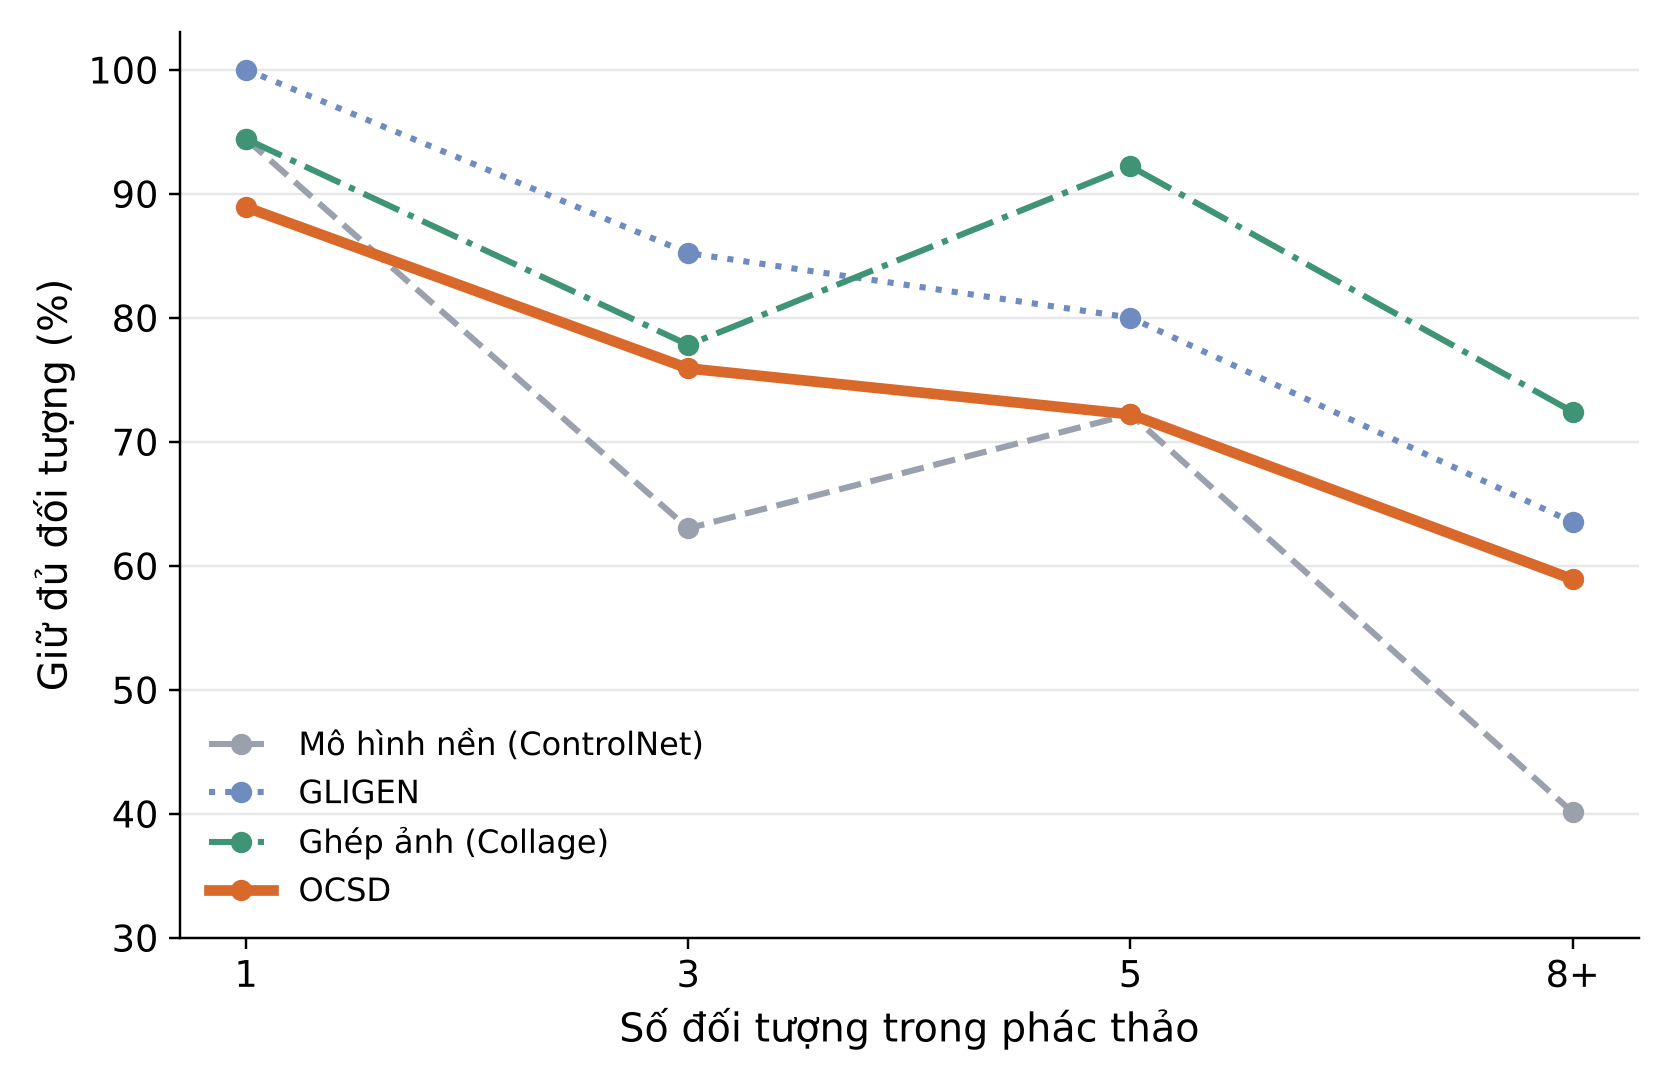 Giữ đủ đối tượng (%)
100
90
80
70
60
50
40
30
Mô hình nền (ControlNet)
GLIGEN
Ghép ảnh (Collage)
OCSD
1 3 5 8+
Số đối tượng trong phác thảo